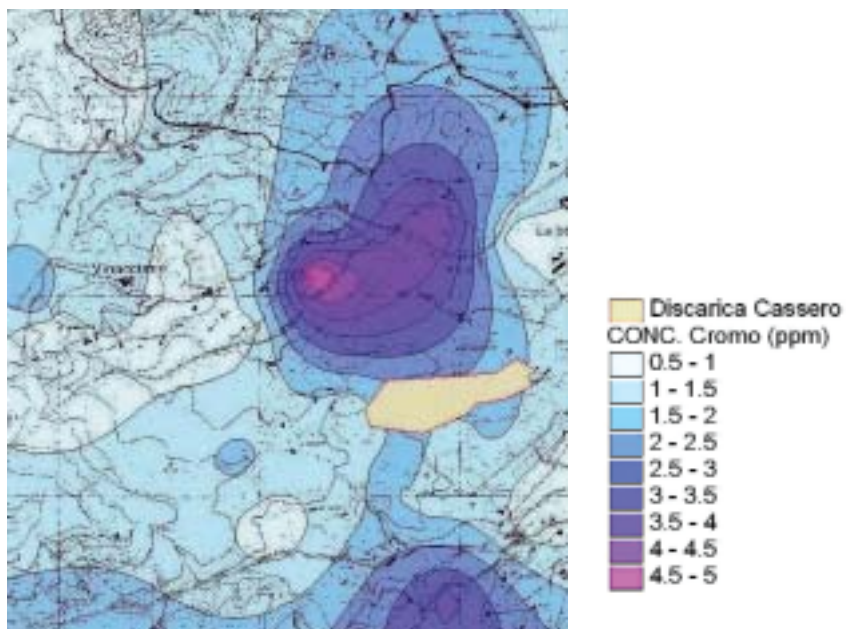 Discarica Cassero
CONC. Cromo (ppm)
0.5 - 1
1 - 1.5
1.5 - 2
2 - 2.5
2.5 - 3
3 - 3.5
3.5 - 4
4 - 4.5
4.5 - 5